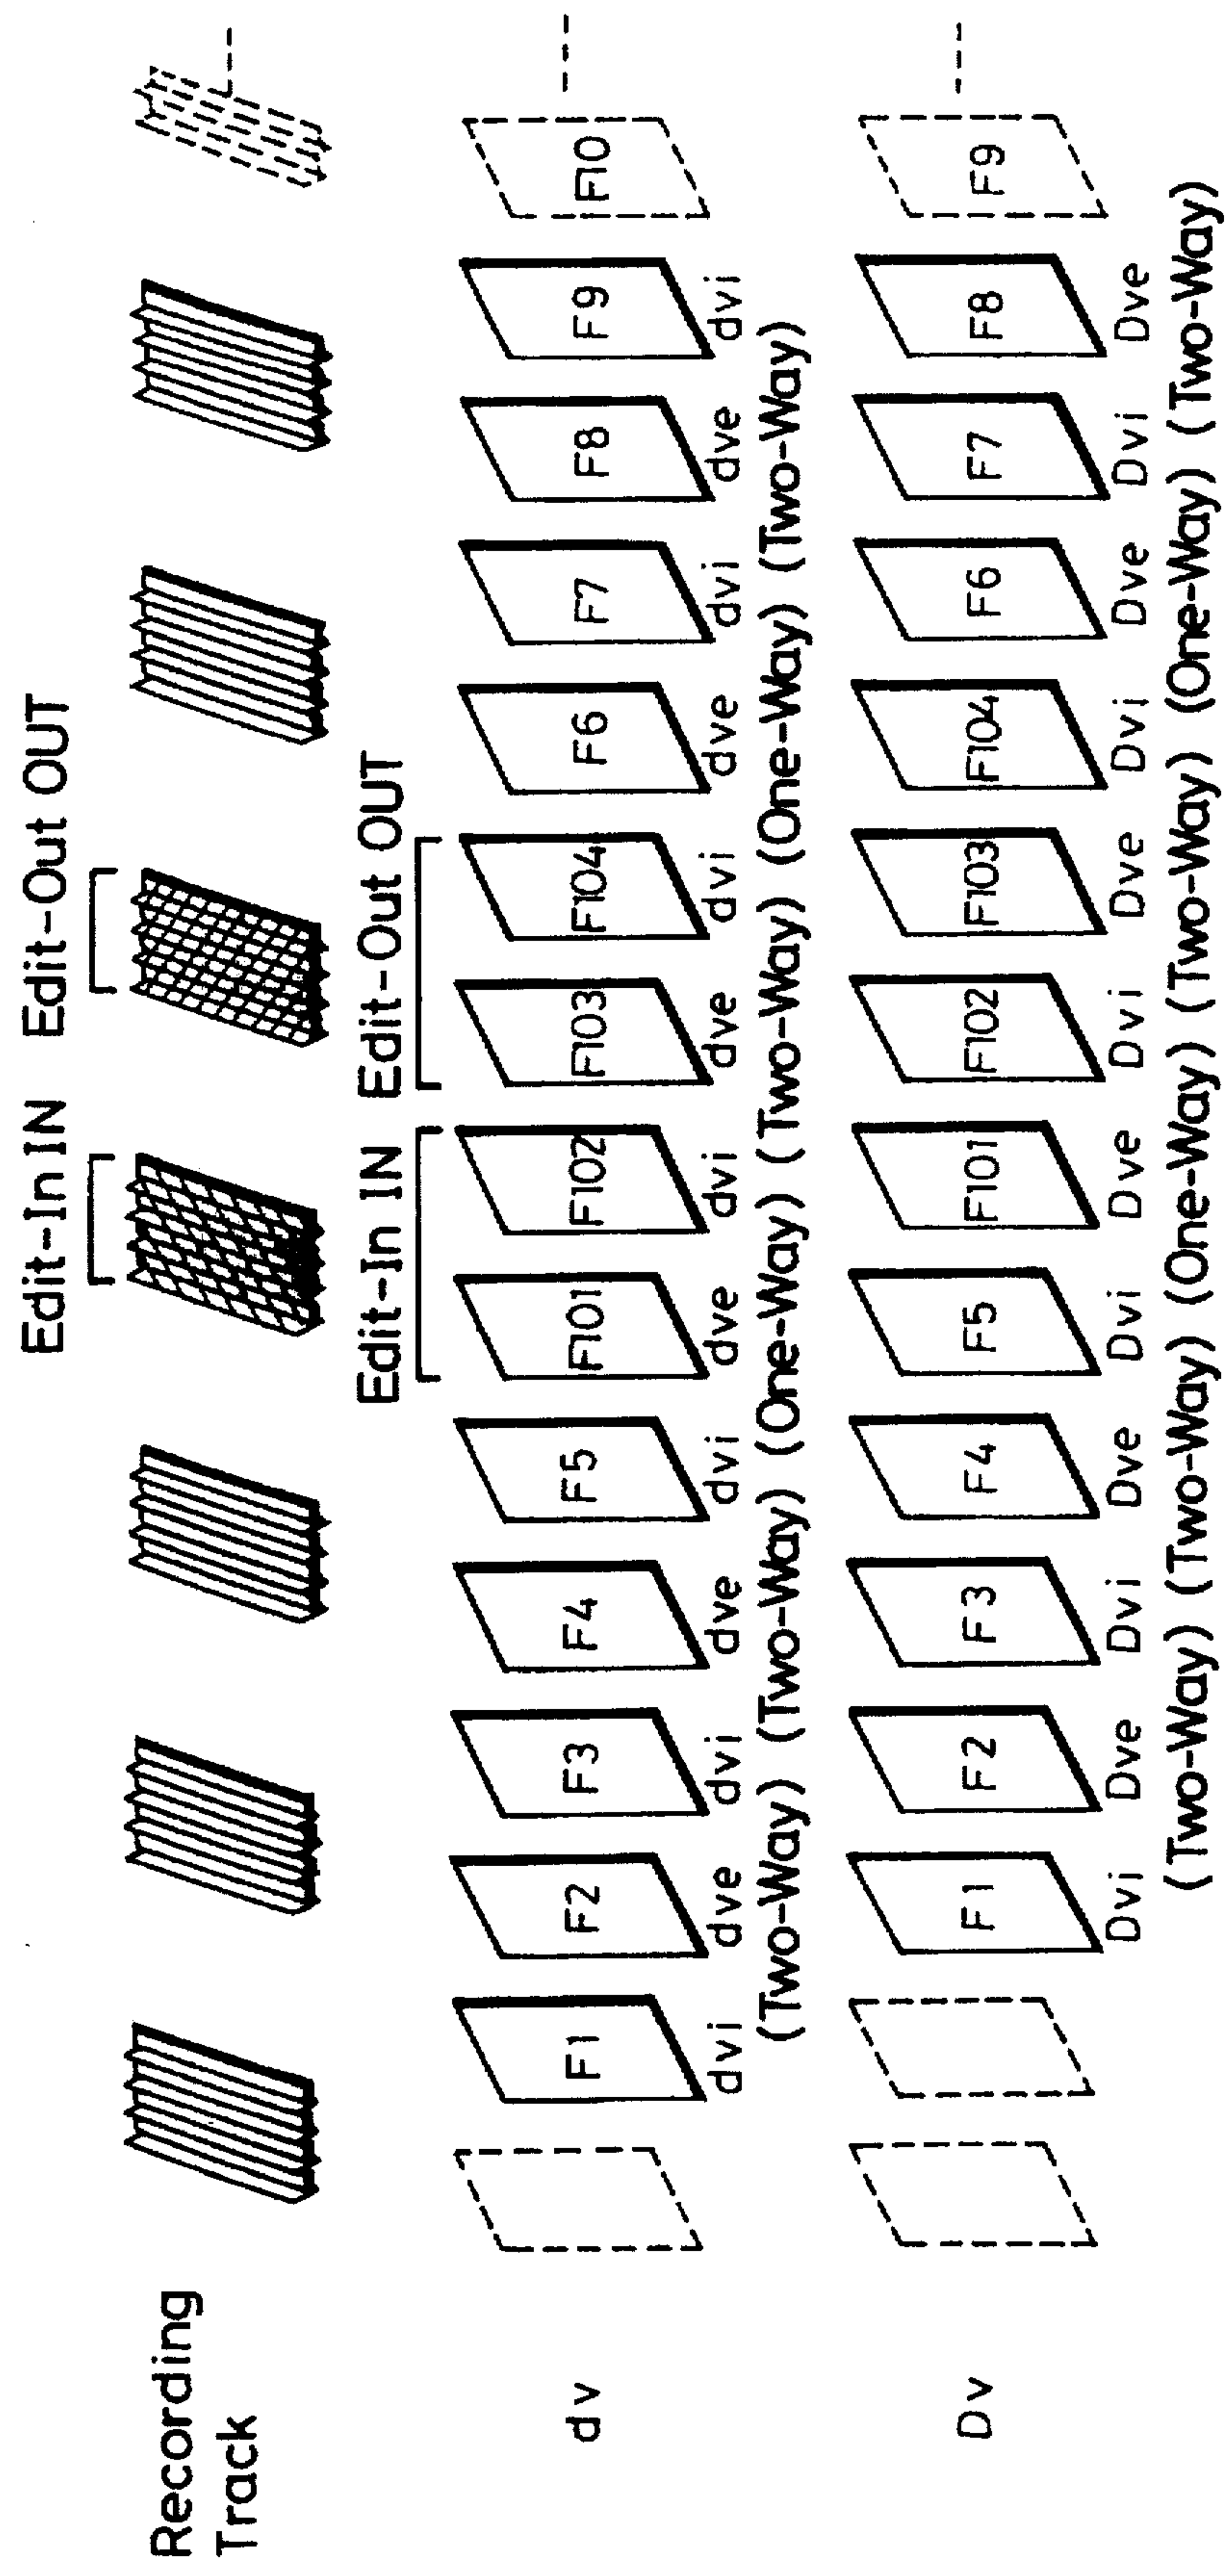 Edit-In IN Edit-Out OUT
Recording
Track
Edit-In IN Edit-Out OUT
dv F1 F2 F3 F4 F5 F101 F102 F103 F104 F6 F7 F8 F9 F10
dvi dve dvi dve dvi dve dvi dve dvi dve dvi dve dvi
(Two-Way) (Two-Way) (One-Way) (Two-Way) (One-Way) (Two-Way)
Dv F1 F2 F3 F4 F5 F101 F102 F103 F104 F6 F7 F8 F9
Dvi Dve Dvi Dve Dvi Dve Dvi Dve Dvi Dve Dvi Dve
(Two-Way) (Two-Way) (One-Way) (Two-Way) (One-Way) (Two-Way)